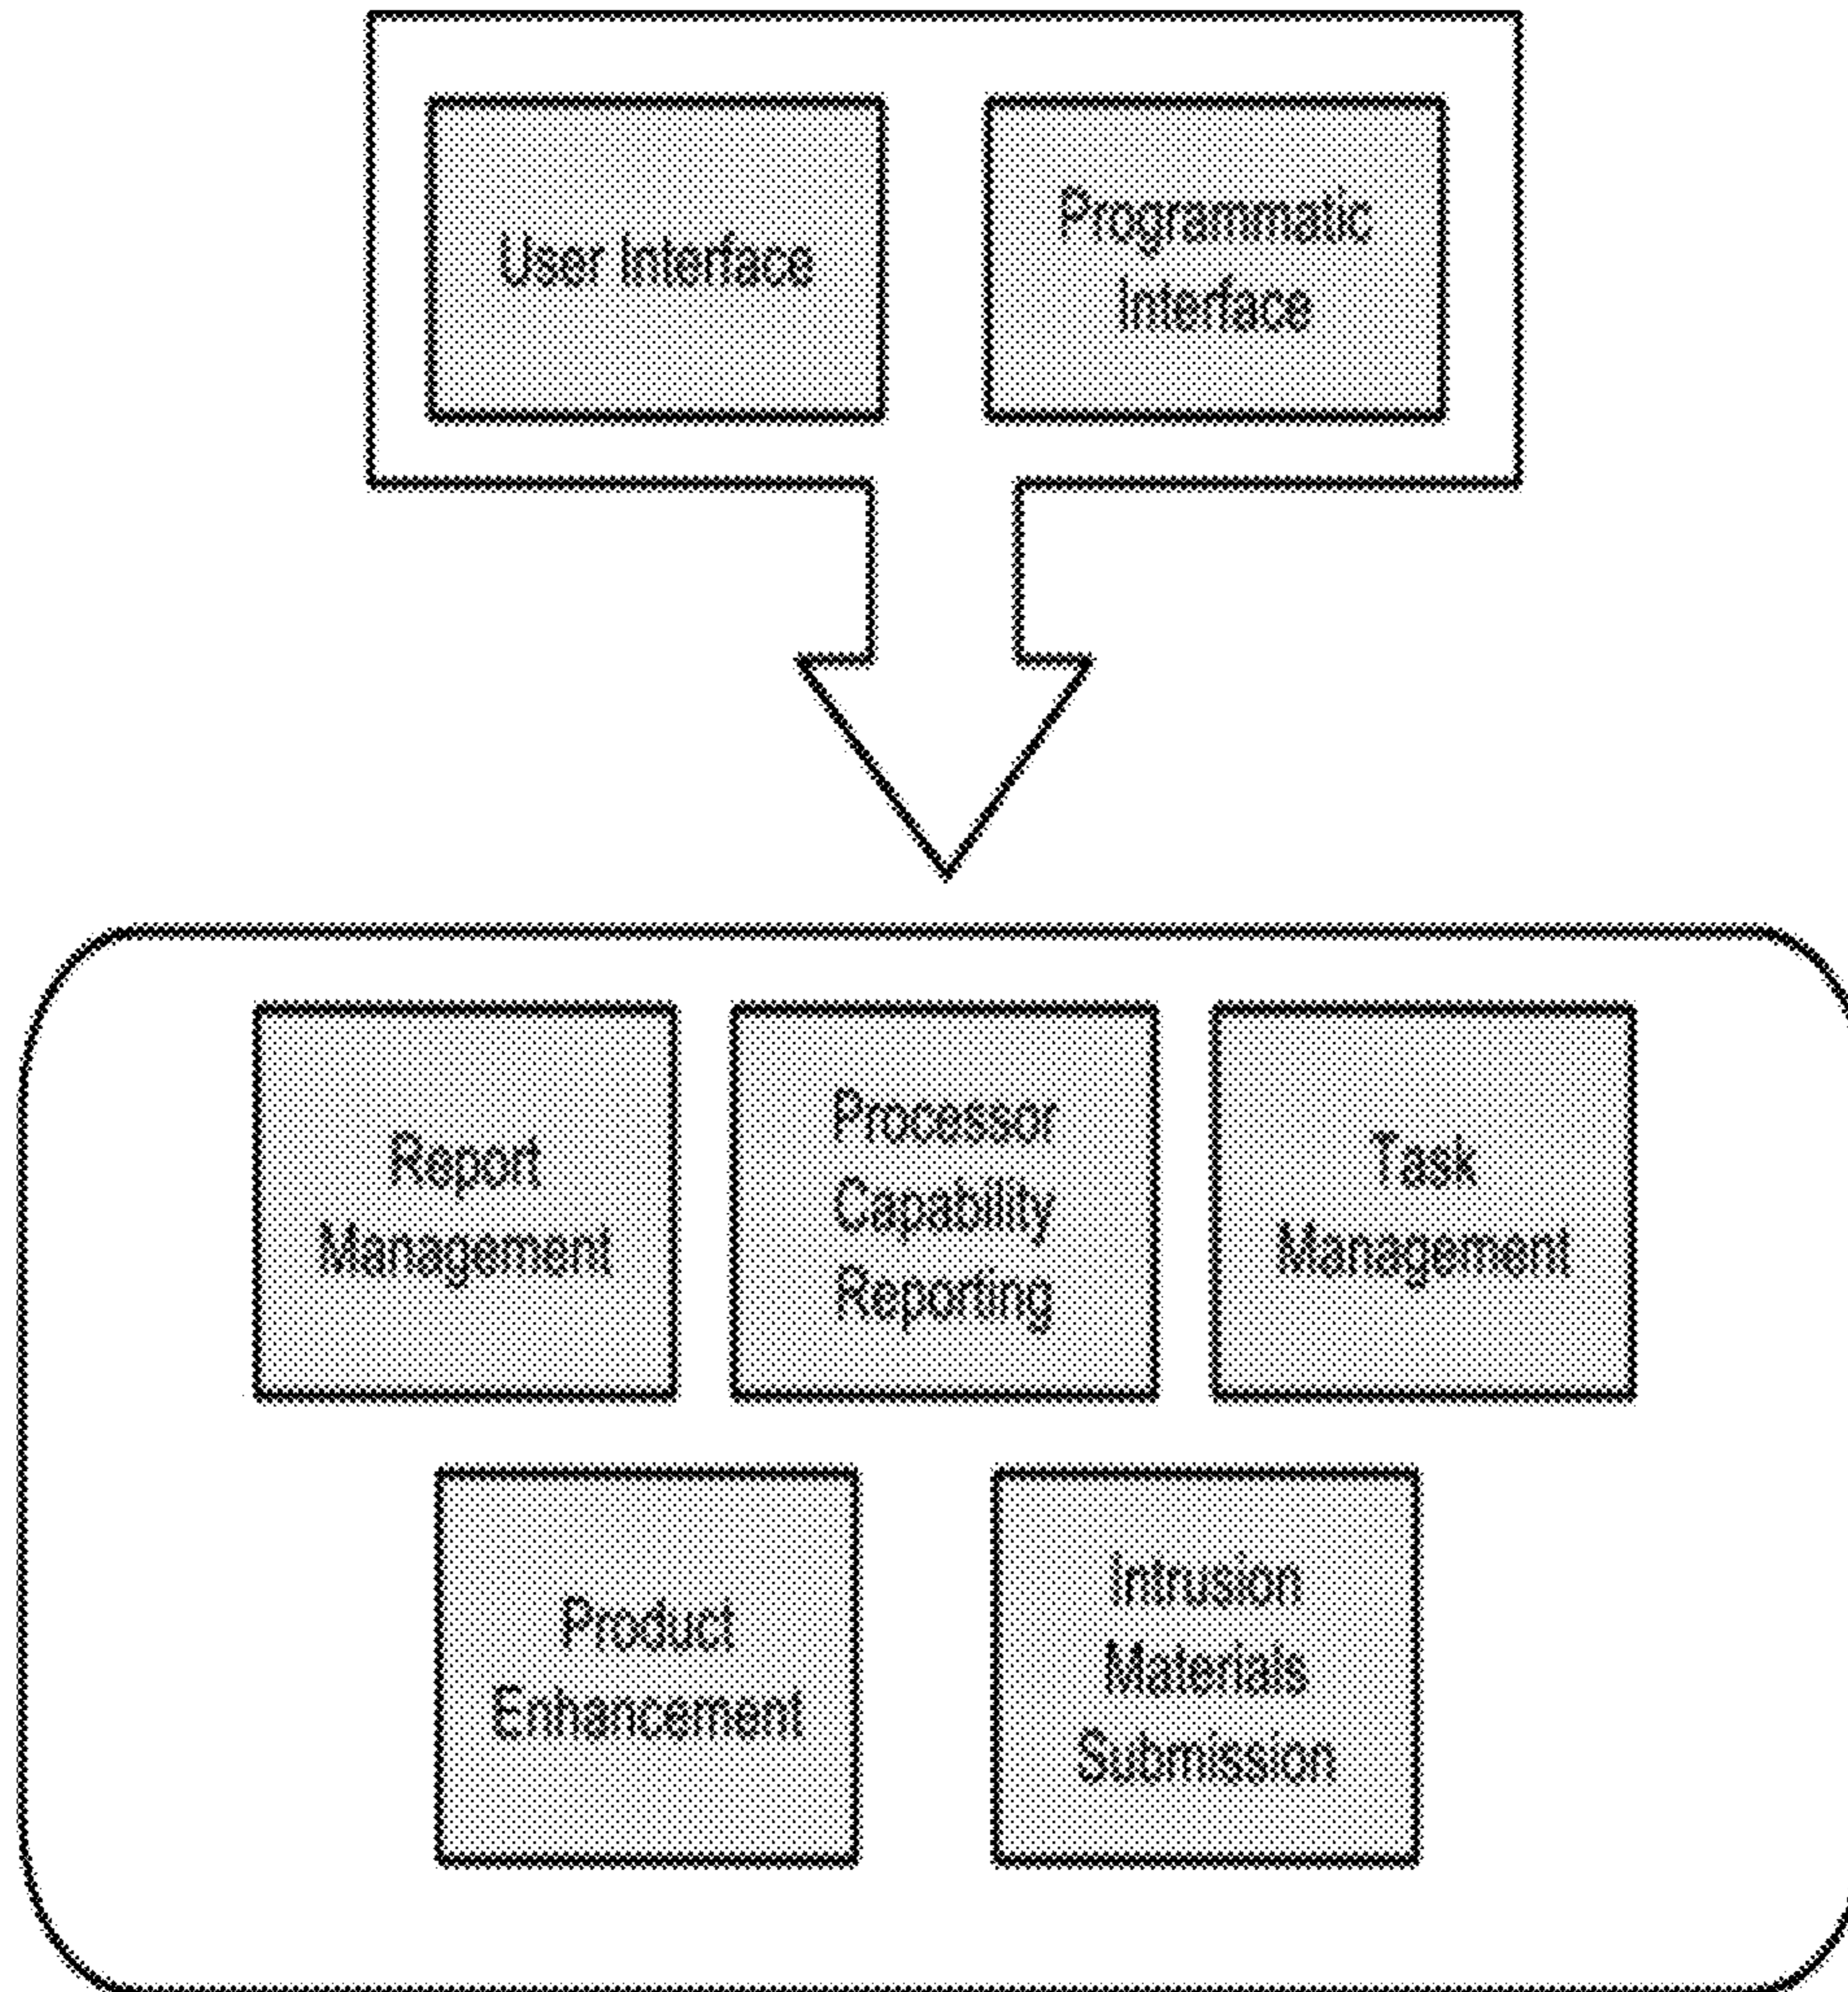 User Interface
Programmatic
Interface
Report
Management
Processor
Capability
Reporting
Task
Management
Product
Enhancement
Intrusion
Materials
Submission